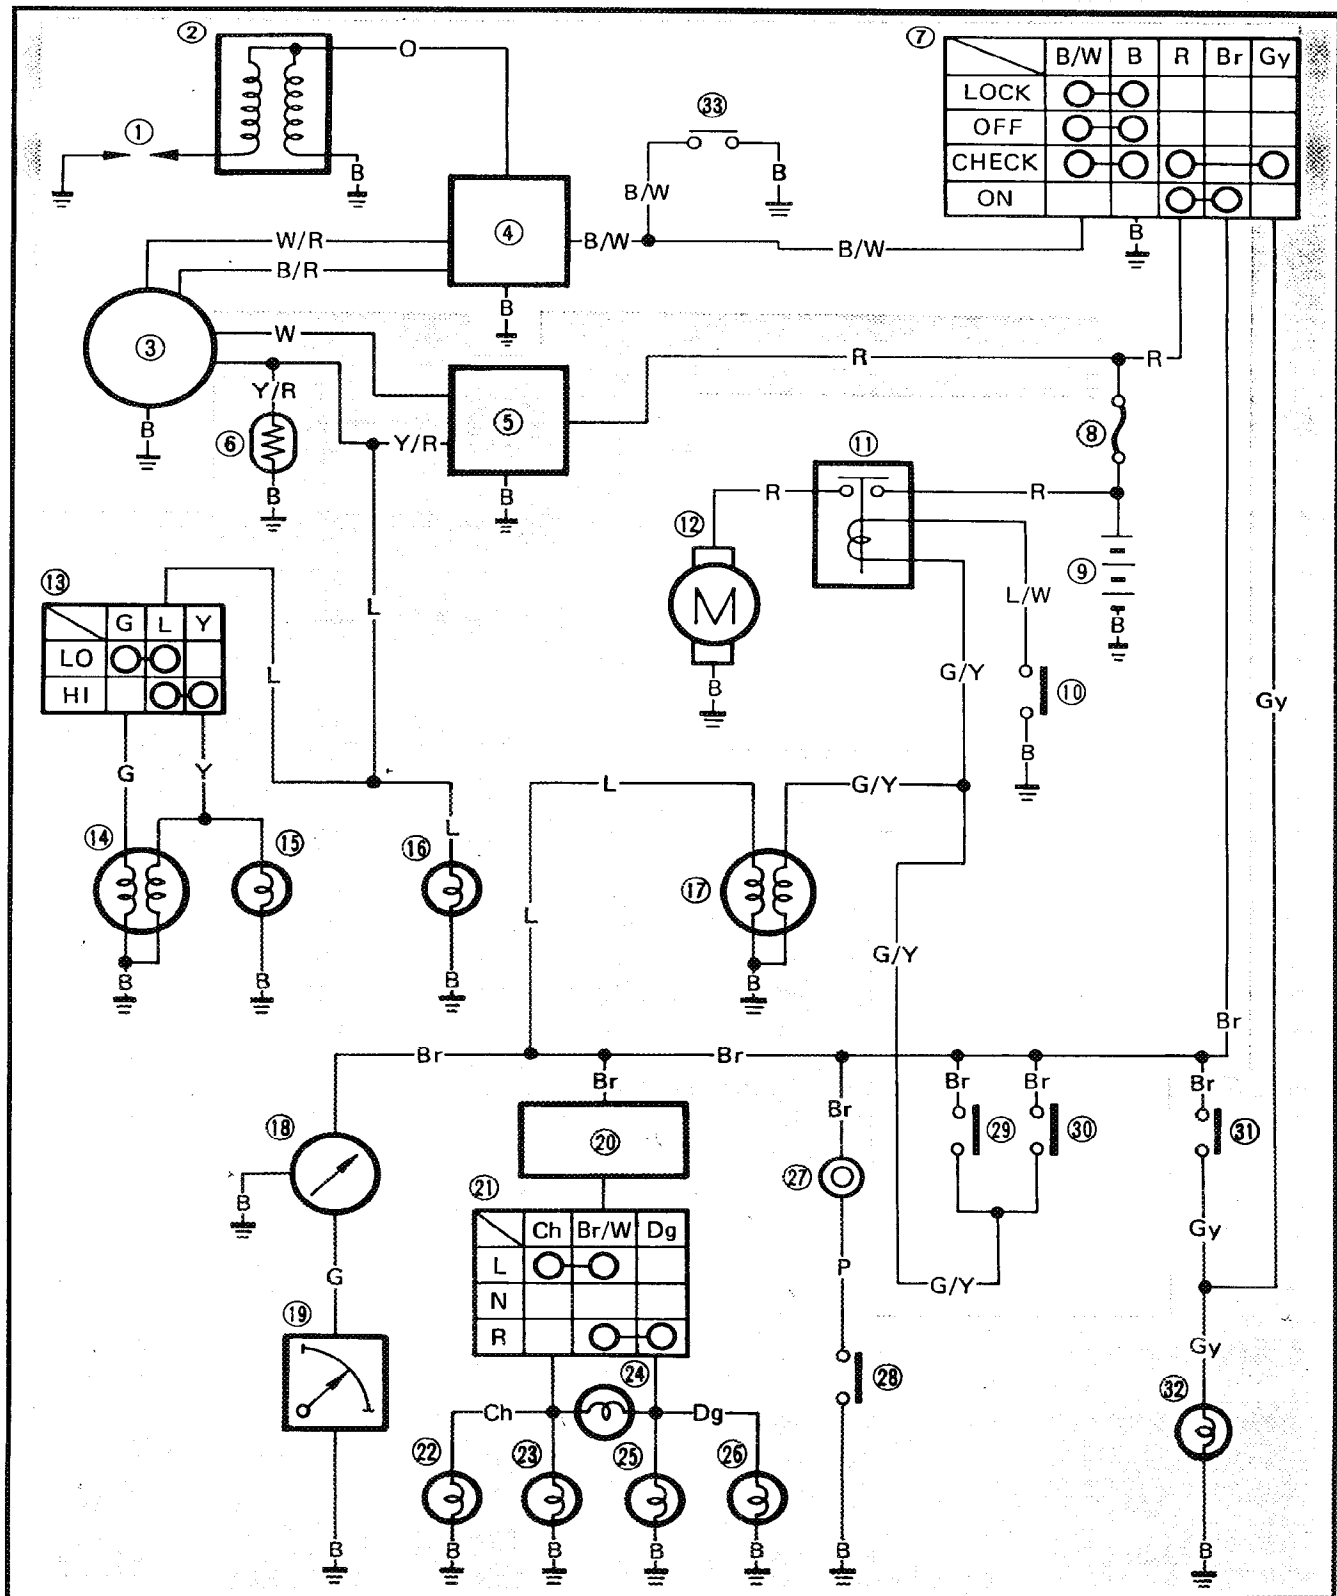 ② O ⑦ B/W B R Br Gy
LOCK
OFF
CHECK
ON
① ㉝
B B
B/W
④
W/R B/W B/W B
B/R
B
③ W
R R
Y/R ⑤
B ⑥ Y/R ⑪ ⑧
B B
R R
⑫
⑬ ⑨
G L Y L L/W
LO M B
HI L
B G/Y ⑩ Gy
G Y B
L G/Y
⑭ ⑮ ⑯ L
⑰
L
G/Y
B B B B
Br
Br Br
Br Br Br Br Br
⑱ ⑳ ㉙ ㉚ ㉛
㉗
B ㉑ Ch Br/W Dg
L
N
R
Gy
G P G/Y
⑲ Gy
㉔ ㉘ ㉜
Ch Dg
㉒ ㉓ ㉕ ㉖
B B B B B B B